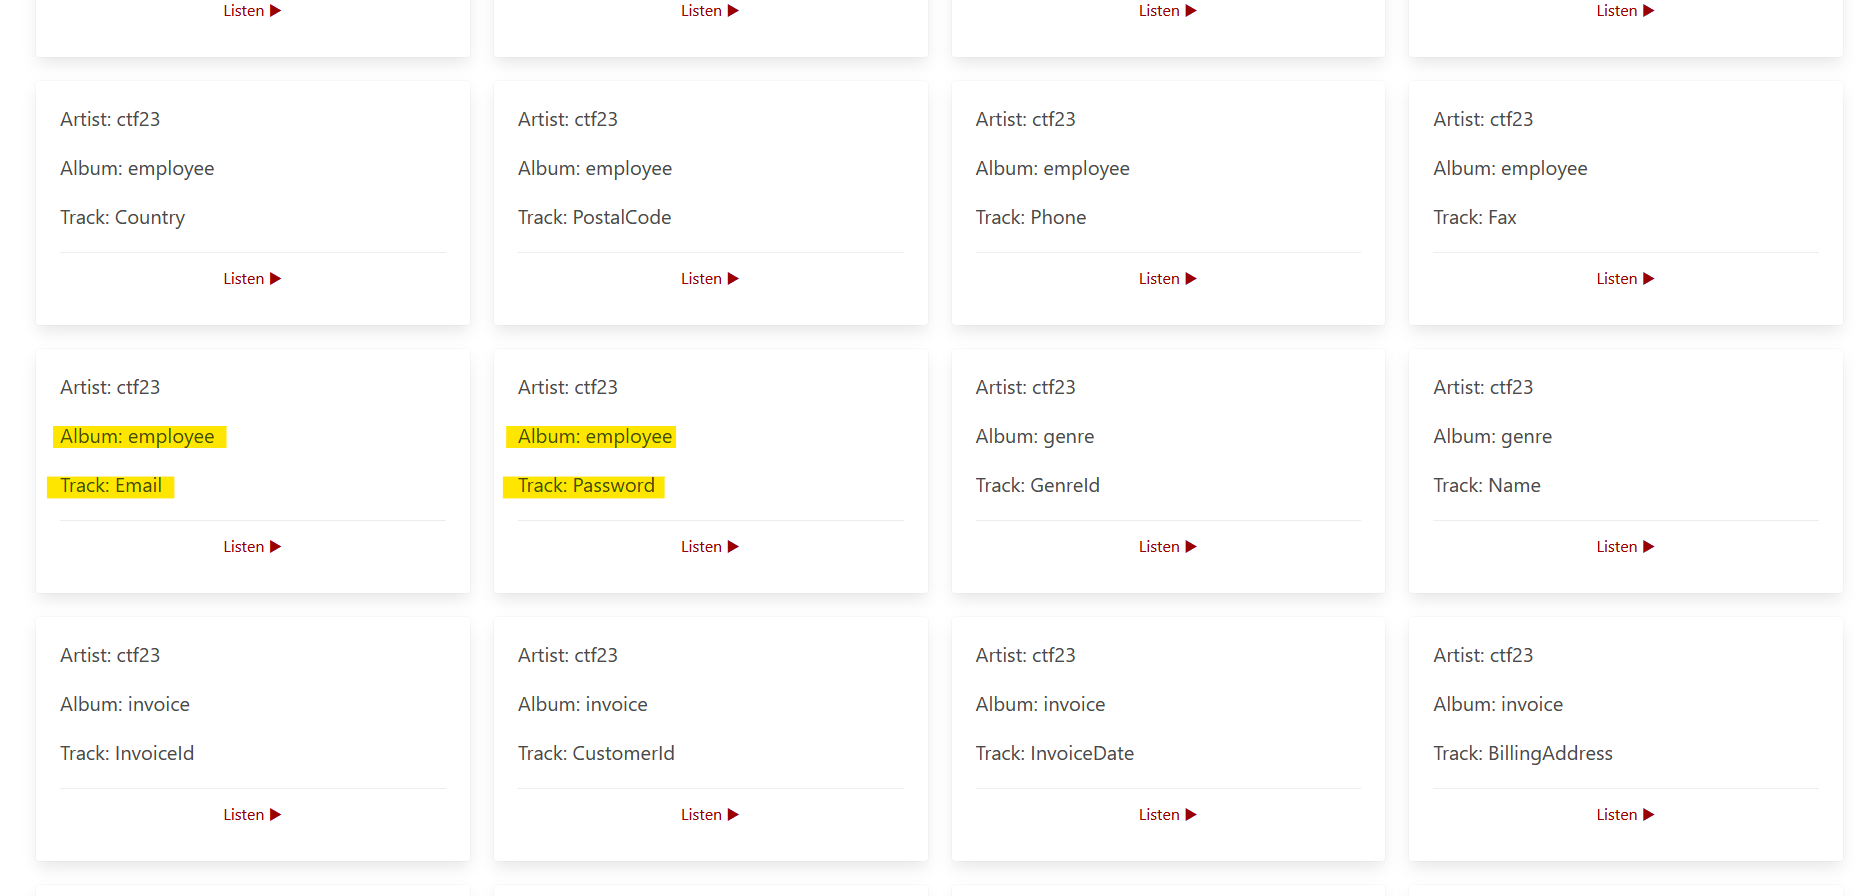 Listen ▶
Listen ▶
Listen ▶
Listen ▶
Artist: ctf23
Album: employee
Track: Country
Listen ▶
Artist: ctf23
Album: employee
Track: PostalCode
Listen ▶
Artist: ctf23
Album: employee
Track: Phone
Listen ▶
Artist: ctf23
Album: employee
Track: Fax
Listen ▶
Artist: ctf23
Album: employee
Track: Email
Listen ▶
Artist: ctf23
Album: employee
Track: Password
Listen ▶
Artist: ctf23
Album: genre
Track: GenreId
Listen ▶
Artist: ctf23
Album: genre
Track: Name
Listen ▶
Artist: ctf23
Album: invoice
Track: InvoiceId
Listen ▶
Artist: ctf23
Album: invoice
Track: CustomerId
Listen ▶
Artist: ctf23
Album: invoice
Track: InvoiceDate
Listen ▶
Artist: ctf23
Album: invoice
Track: BillingAddress
Listen ▶